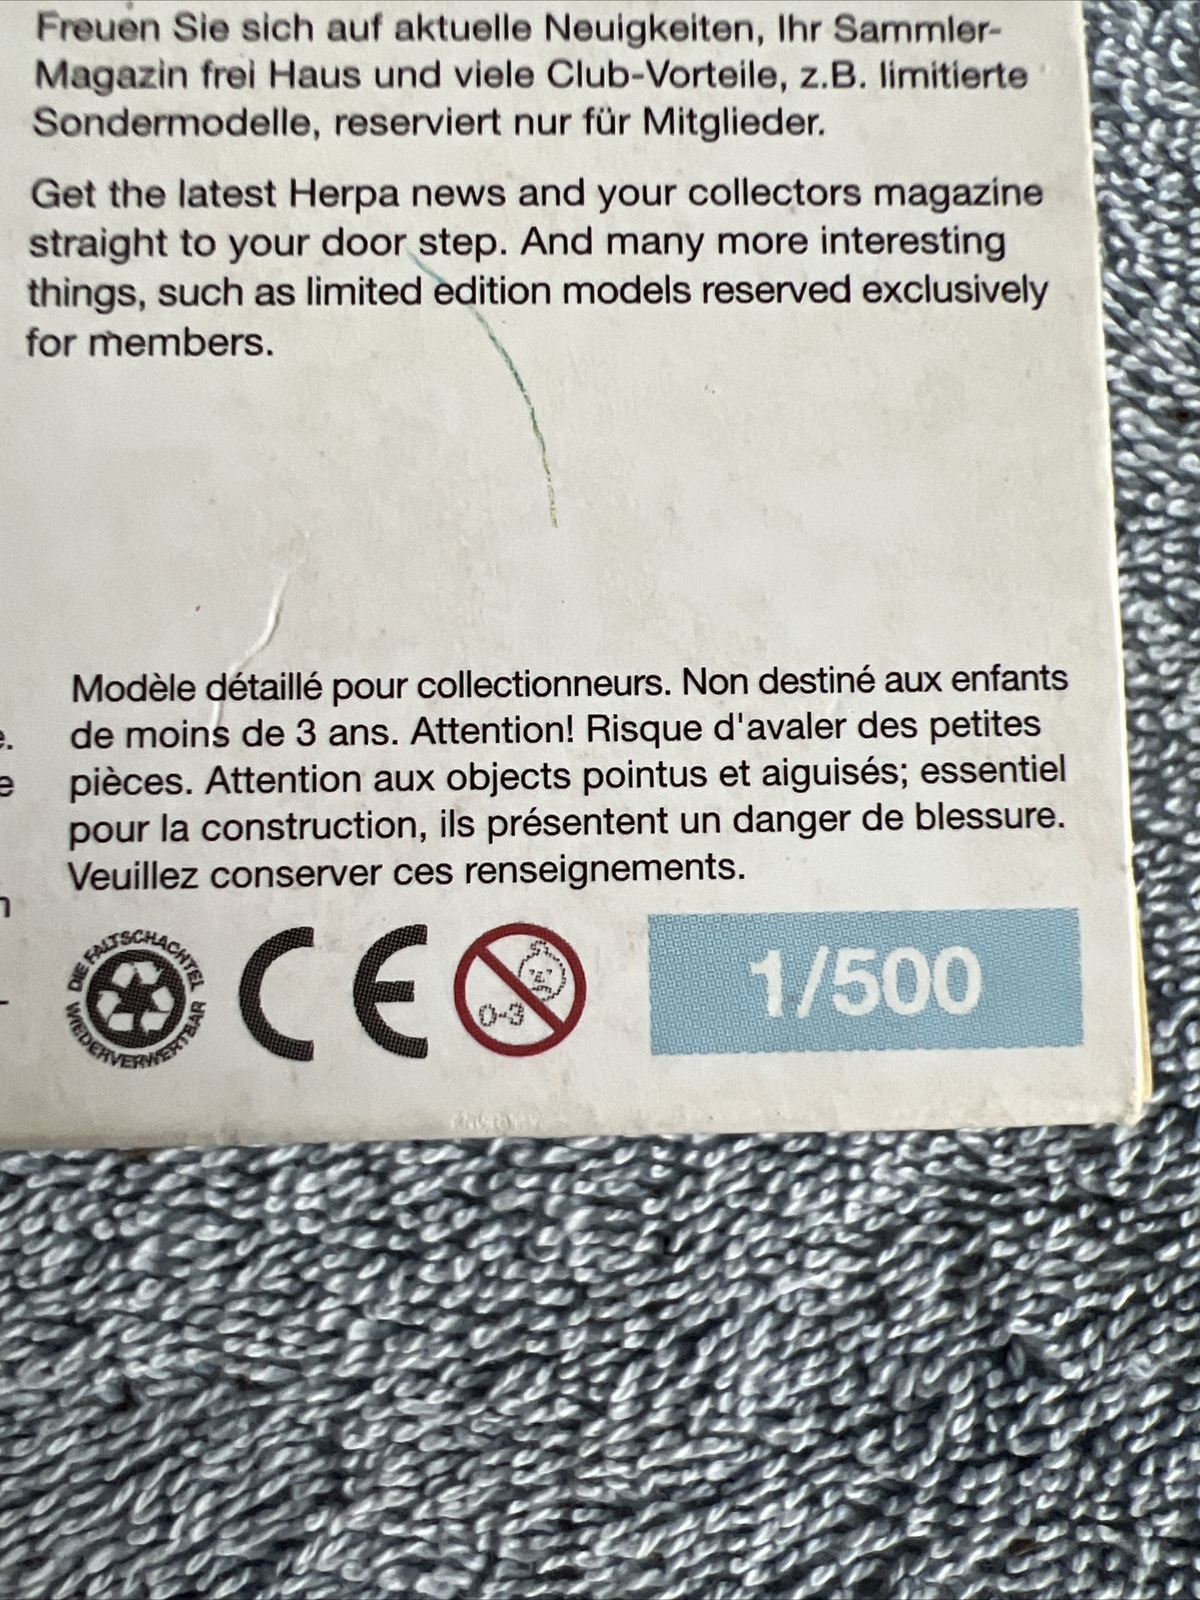 Freuen Sie sich auf aktuelle Neuigkeiten, Ihr Sammler-
Magazin frei Haus und viele Club-Vorteile, z.B. limitierte
Sondermodelle, reserviert nur für Mitglieder.
Get the latest Herpa news and your collectors magazine
straight to your door step. And many more interesting
things, such as limited edition models reserved exclusively
for members.
Modèle détaillé pour collectionneurs. Non destiné aux enfants
de moins de 3 ans. Attention! Risque d'avaler des petites
pièces. Attention aux objects pointus et aiguisés; essentiel
pour la construction, ils présentent un danger de blessure.
Veuillez conserver ces renseignements.
DIE FALTSCHACHTEL
WIEDERVERWERTBAR
CE
0-3
1/500